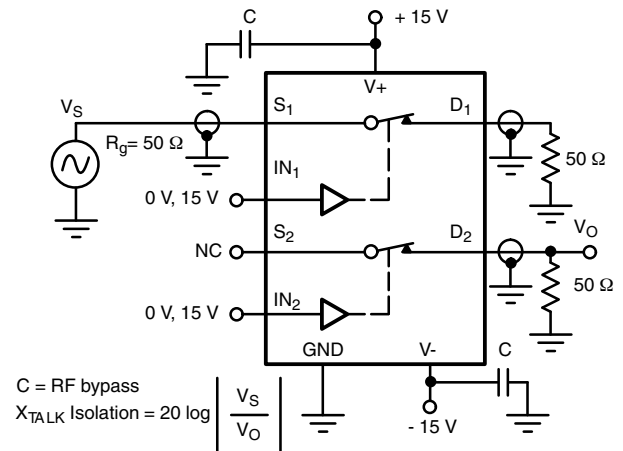 C
+ 15 V
V+
VS
S1
D1
Rg= 50 Ω
50 Ω
IN1
0 V, 15 V
S2
D2
VO
NC
50 Ω
IN2
0 V, 15 V
GND
V-
C
C = RF bypass
XTALK Isolation = 20 log | VS / VO |
- 15 V